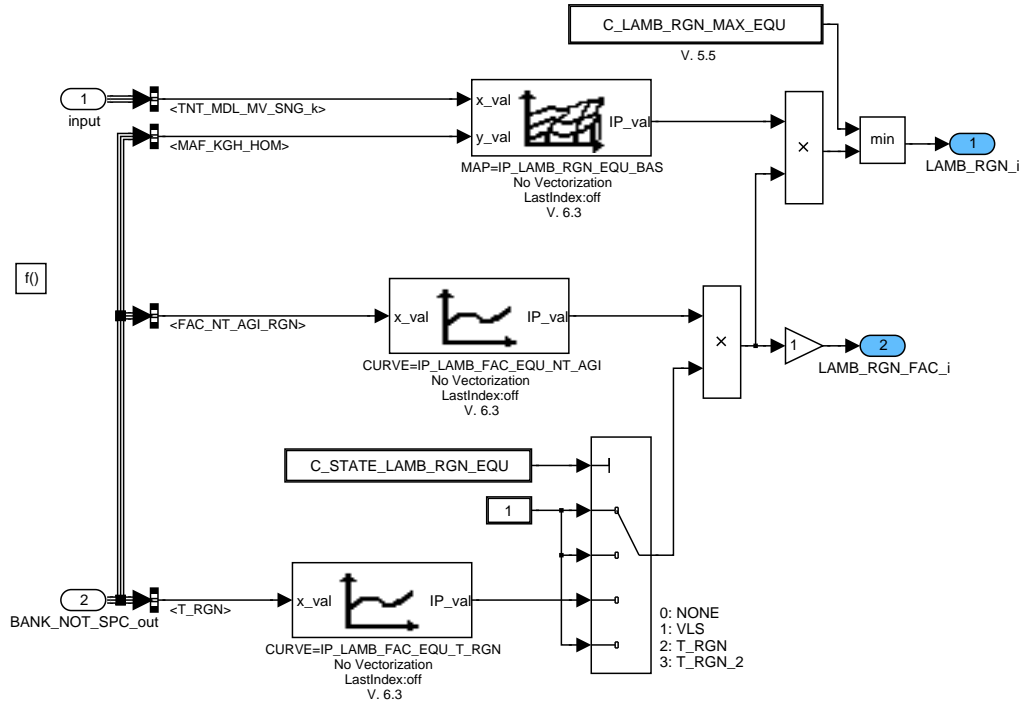 C_LAMB_RGN_MAX_EQU
V. 5.5
1
input
<TNT_MDL_MV_SNG_k>
<MAF_KGH_HOM>
x_val
y_val
IP_val
MAP=IP_LAMB_RGN_EQU_BAS
No Vectorization
LastIndex:off
V. 6.3
×
min
1
LAMB_RGN_i
f()
<FAC_NT_AGI_RGN>
x_val
IP_val
CURVE=IP_LAMB_FAC_EQU_NT_AGI
No Vectorization
LastIndex:off
V. 6.3
×
1
2
LAMB_RGN_FAC_i
C_STATE_LAMB_RGN_EQU
1
2
BANK_NOT_SPC_out
<T_RGN>
x_val
IP_val
CURVE=IP_LAMB_FAC_EQU_T_RGN
No Vectorization
LastIndex:off
V. 6.3
0: NONE
1: VLS
2: T_RGN
3: T_RGN_2